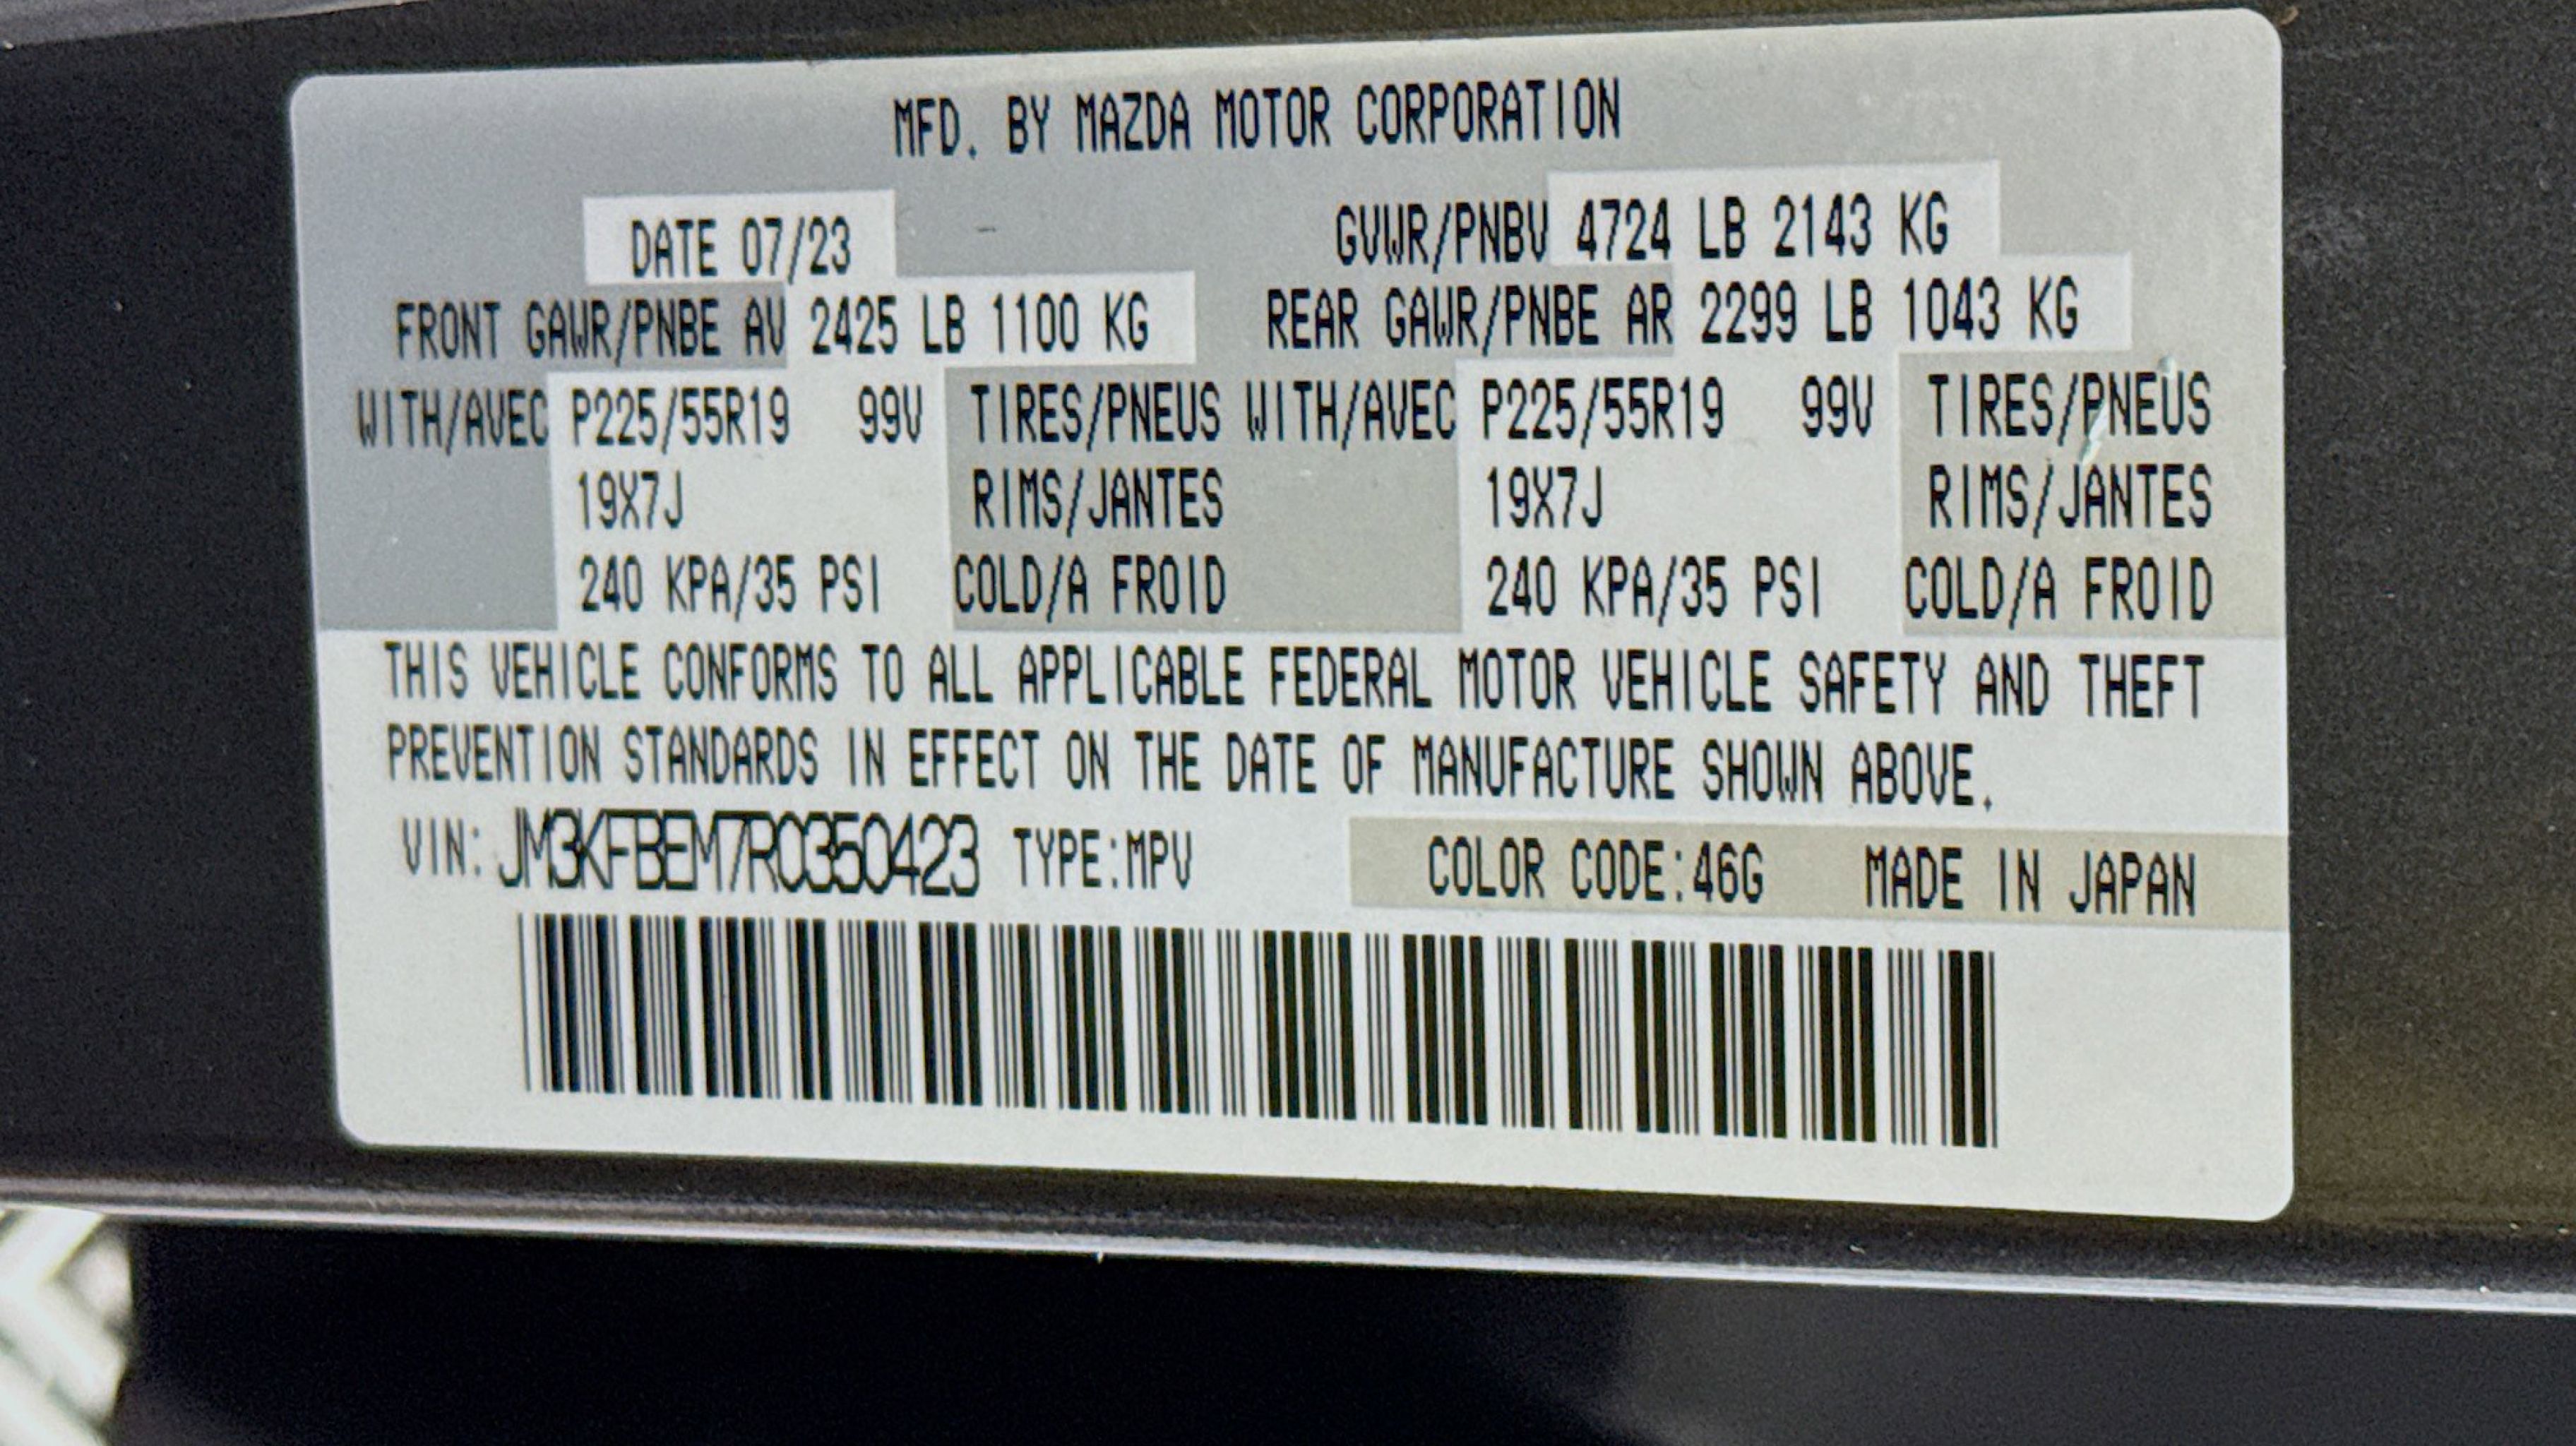 MFD. BY MAZDA MOTOR CORPORATION
DATE 07/23 GVWR/PNBV 4724 LB 2143 KG
FRONT GAWR/PNBE AV 2425 LB 1100 KG REAR GAWR/PNBE AR 2299 LB 1043 KG
WITH/AVEC P225/55R19 99V TIRES/PNEUS WITH/AVEC P225/55R19 99V TIRES/PNEUS
19X7J RIMS/JANTES 19X7J RIMS/JANTES
240 KPA/35 PSI COLD/A FROID 240 KPA/35 PSI COLD/A FROID
THIS VEHICLE CONFORMS TO ALL APPLICABLE FEDERAL MOTOR VEHICLE SAFETY AND THEFT
PREVENTION STANDARDS IN EFFECT ON THE DATE OF MANUFACTURE SHOWN ABOVE.
VIN: JM3KFBEM7R0350423 TYPE:MPV COLOR CODE:46G MADE IN JAPAN